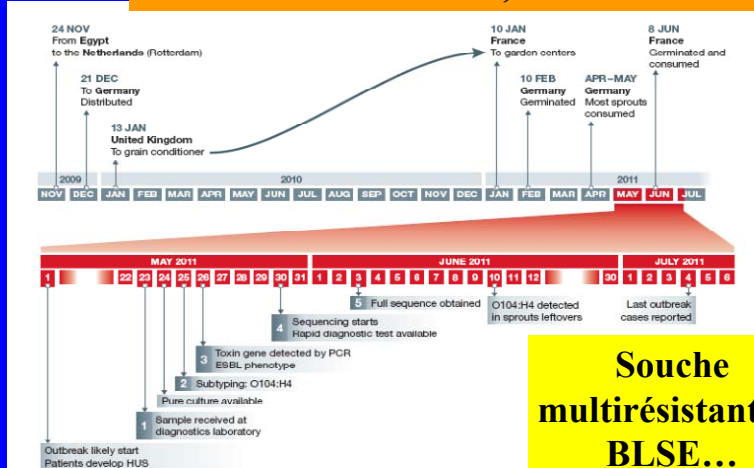 24 NOV
From Egypt
to the Netherlands (Rotterdam)
21 DEC
To Germany
Distributed
13 JAN
United Kingdom
To grain conditioner
10 JAN
France
To garden centers
10 FEB
Germany
Germinated
APR–MAY
Germany
Most sprouts
consumed
8 JUN
France
Germinated and
consumed
2009 2010 2011
NOV DEC JAN FEB MAR APR MAY JUN JUL AUG SEP OCT NOV DEC JAN FEB MAR APR MAY JUN JUL
MAY 2011 JUNE 2011 JULY 2011
1 22 23 24 25 26 27 28 29 30 31 1 2 3 4 5 6 7 8 9 10 11 12 30 1 2 3 4 5 6
5 Full sequence obtained
O104:H4 detected
in sprouts leftovers
Last outbreak
cases reported
4 Sequencing starts
Rapid diagnostic test available
3 Toxin gene detected by PCR
ESBL phenotype
2 Subtyping: O104:H4
Pure culture available
1 Sample received at
diagnostics laboratory
Outbreak likely start
Patients develop HUS
Souche
multirésistant
BLSE…